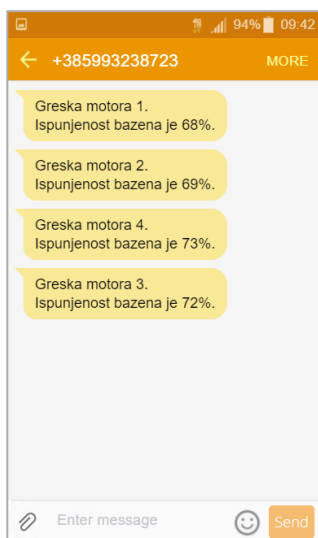 94% 09:42
+385993238723 MORE
Greska motora 1.
Ispunjenost bazena je 68%.
Greska motora 2.
Ispunjenost bazena je 69%.
Greska motora 4.
Ispunjenost bazena je 73%.
Greska motora 3.
Ispunjenost bazena je 72%.
Enter message Send